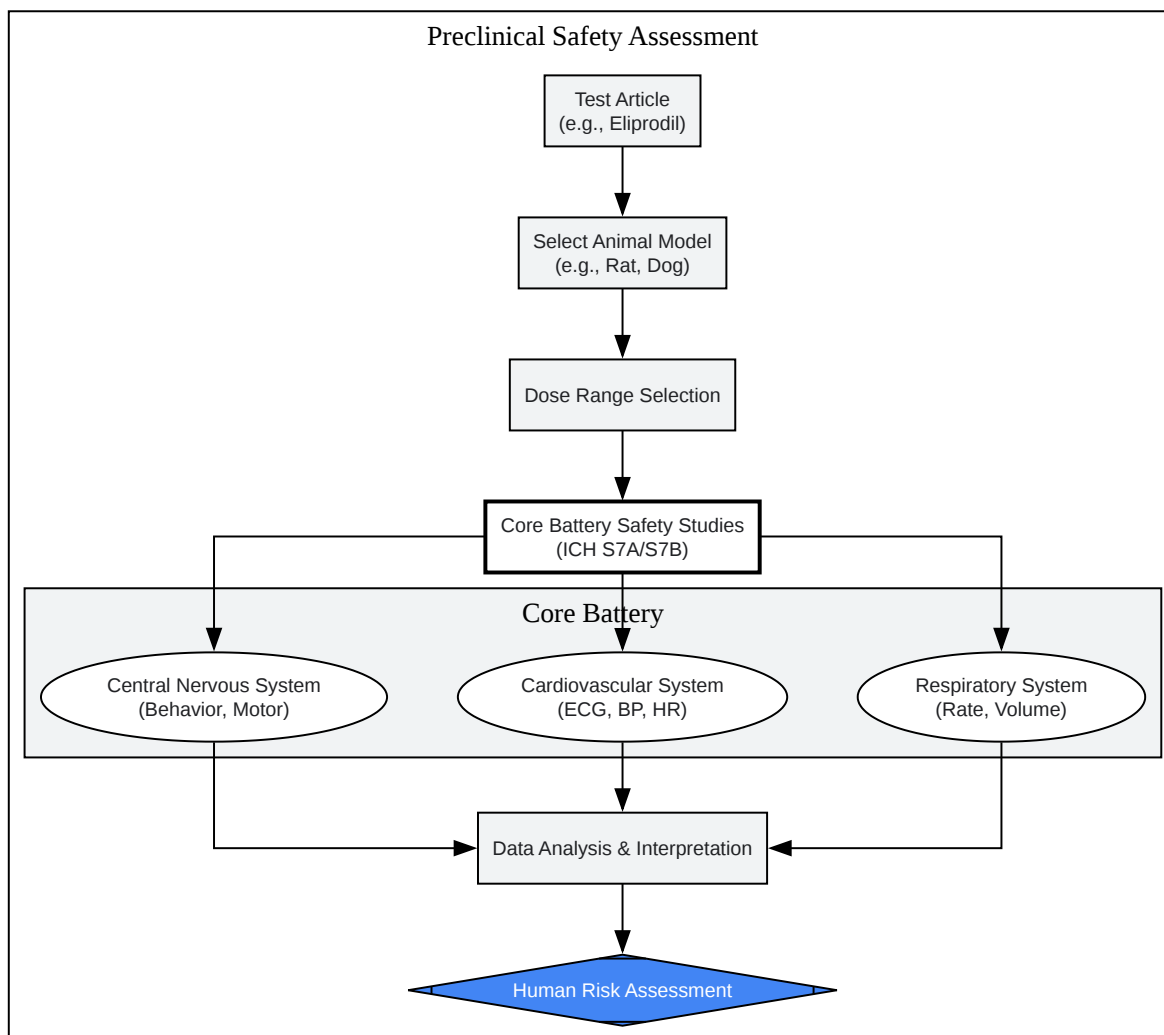 Preclinical Safety Assessment
Test Article
(e.g., Eliprodil)
Select Animal Model
(e.g., Rat, Dog)
Dose Range Selection
Core Battery Safety Studies
(ICH S7A/S7B)
Core Battery
Central Nervous System
(Behavior, Motor)
Cardiovascular System
(ECG, BP, HR)
Respiratory System
(Rate, Volume)
Data Analysis & Interpretation
Human Risk Assessment